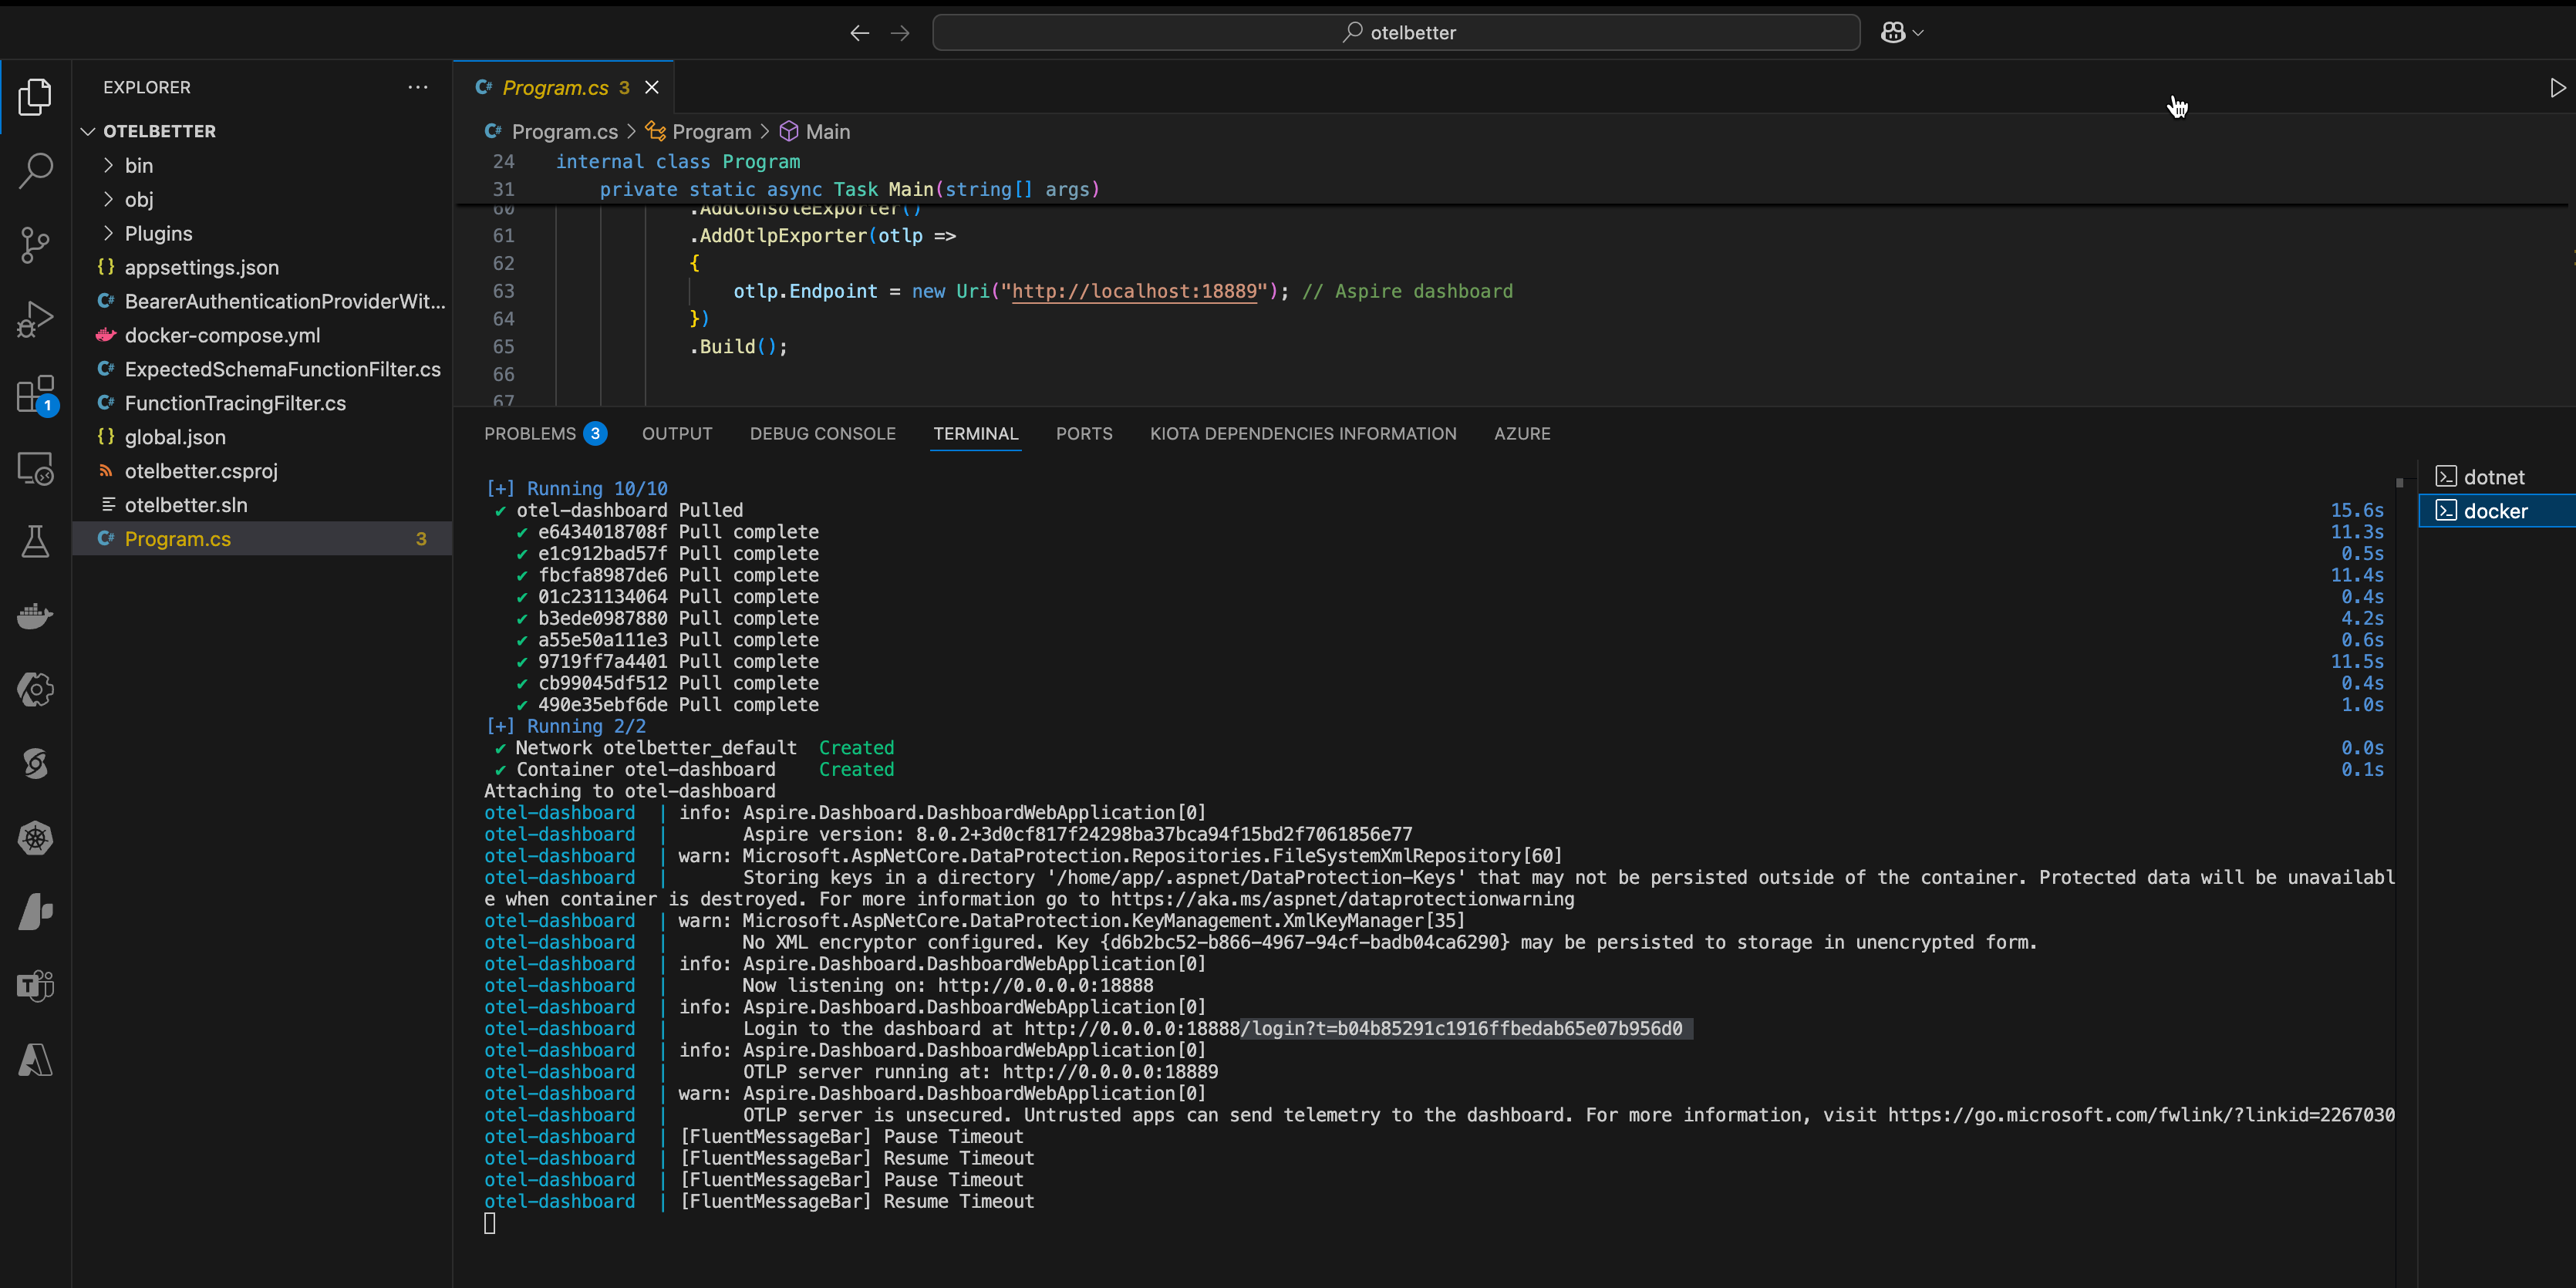 otelbetter
EXPLORER ···
OTELBETTER
bin
obj
Plugins
appsettings.json
BearerAuthenticationProviderWit...
docker-compose.yml
ExpectedSchemaFunctionFilter.cs
FunctionTracingFilter.cs
global.json
otelbetter.csproj
otelbetter.sln
Program.cs 3
1
Program.cs 3
Program.cs > Program > Main
24 internal class Program
31 private static async Task Main(string[] args)
60 .AddConsoleExporter()
61 .AddOtlpExporter(otlp =>
62 {
63 otlp.Endpoint = new Uri("http://localhost:18889"); // Aspire dashboard
64 })
65 .Build();
66
67
PROBLEMS 3 OUTPUT DEBUG CONSOLE TERMINAL PORTS KIOTA DEPENDENCIES INFORMATION AZURE
[+] Running 10/10
✔ otel-dashboard Pulled 15.6s
✔ e6434018708f Pull complete 11.3s
✔ e1c912bad57f Pull complete 0.5s
✔ fbcfa8987de6 Pull complete 11.4s
✔ 01c231134064 Pull complete 0.4s
✔ b3ede0987880 Pull complete 4.2s
✔ a55e50a111e3 Pull complete 0.6s
✔ 9719ff7a4401 Pull complete 11.5s
✔ cb99045df512 Pull complete 0.4s
✔ 490e35ebf6de Pull complete 1.0s
[+] Running 2/2
✔ Network otelbetter_default Created 0.0s
✔ Container otel-dashboard Created 0.1s
Attaching to otel-dashboard
otel-dashboard | info: Aspire.Dashboard.DashboardWebApplication[0]
otel-dashboard | Aspire version: 8.0.2+3d0cf817f24298ba37bca94f15bd2f7061856e77
otel-dashboard | warn: Microsoft.AspNetCore.DataProtection.Repositories.FileSystemXmlRepository[60]
otel-dashboard | Storing keys in a directory '/home/app/.aspnet/DataProtection-Keys' that may not be persisted outside of the container. Protected data will be unavailabl
e when container is destroyed. For more information go to https://aka.ms/aspnet/dataprotectionwarning
otel-dashboard | warn: Microsoft.AspNetCore.DataProtection.KeyManagement.XmlKeyManager[35]
otel-dashboard | No XML encryptor configured. Key {d6b2bc52-b866-4967-94cf-badb04ca6290} may be persisted to storage in unencrypted form.
otel-dashboard | info: Aspire.Dashboard.DashboardWebApplication[0]
otel-dashboard | Now listening on: http://0.0.0.0:18888
otel-dashboard | info: Aspire.Dashboard.DashboardWebApplication[0]
otel-dashboard | Login to the dashboard at http://0.0.0.0:18888/login?t=b04b85291c1916ffbedab65e07b956d0
otel-dashboard | info: Aspire.Dashboard.DashboardWebApplication[0]
otel-dashboard | OTLP server running at: http://0.0.0.0:18889
otel-dashboard | warn: Aspire.Dashboard.DashboardWebApplication[0]
otel-dashboard | OTLP server is unsecured. Untrusted apps can send telemetry to the dashboard. For more information, visit https://go.microsoft.com/fwlink/?linkid=2267030
otel-dashboard | [FluentMessageBar] Pause Timeout
otel-dashboard | [FluentMessageBar] Resume Timeout
otel-dashboard | [FluentMessageBar] Pause Timeout
otel-dashboard | [FluentMessageBar] Resume Timeout
dotnet
docker